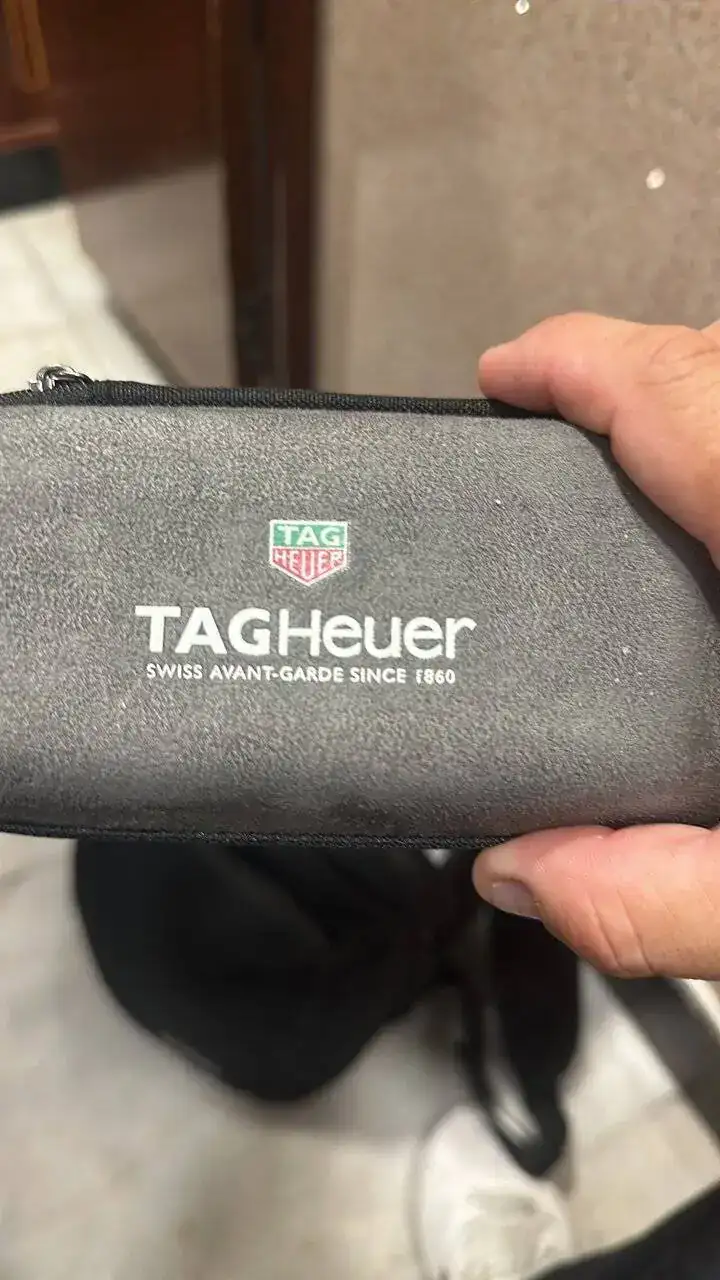 TAG
HEUER
TAGHeuer
SWISS AVANT-GARDE SINCE 1860